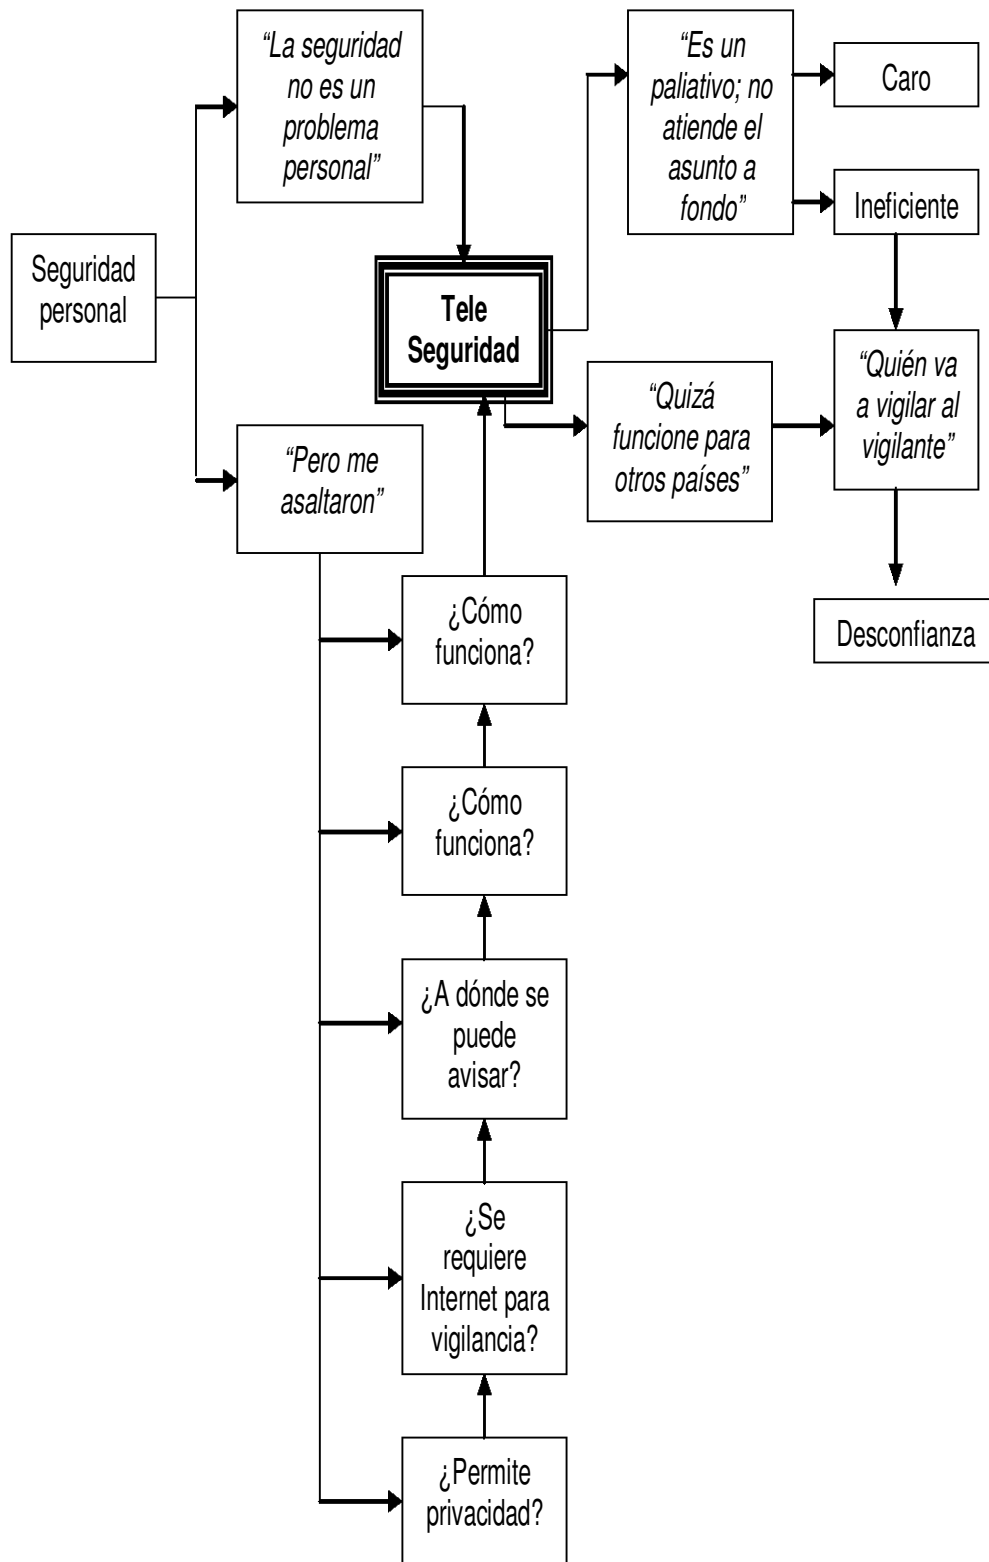 Seguridad
personal
“La seguridad
no es un
problema
personal”
“Pero me
asaltaron”
Tele
Seguridad
“Es un
paliativo; no
atiende el
asunto a
fondo”
Caro
Ineficiente
“Quizá
funcione para
otros países”
“Quién va
a vigilar al
vigilante”
Desconfianza
¿Cómo
funciona?
¿Cómo
funciona?
¿A dónde se
puede
avisar?
¿Se
requiere
Internet para
vigilancia?
¿Permite
privacidad?